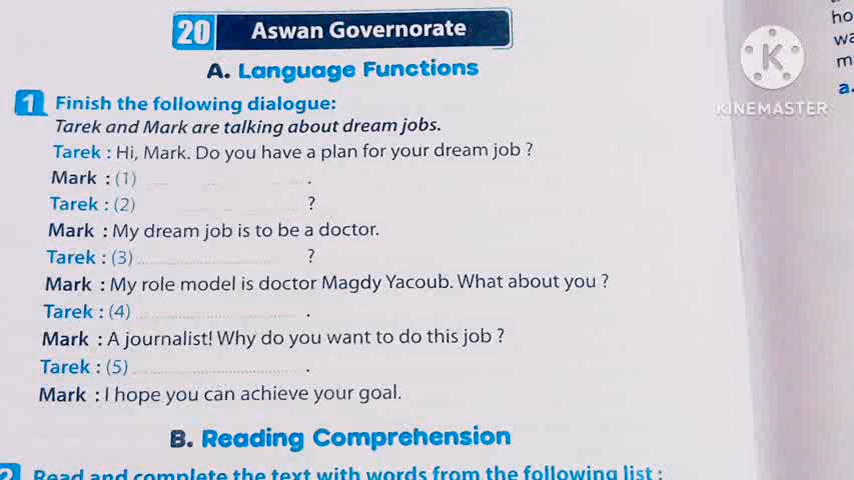 20 Aswan Governorate
A. Language Functions
1 Finish the following dialogue:
Tarek and Mark are talking about dream jobs.
Tarek : Hi, Mark. Do you have a plan for your dream job ?
Mark : (1) .
Tarek : (2) ?
Mark : My dream job is to be a doctor.
Tarek : (3) ?
Mark : My role model is doctor Magdy Yacoub. What about you ?
Tarek : (4) .
Mark : A journalist! Why do you want to do this job ?
Tarek : (5) .
Mark : I hope you can achieve your goal.
B. Reading Comprehension
2 Read and complete the text with words from the following list :
K
KINEMASTER
ho
wa
m
a.